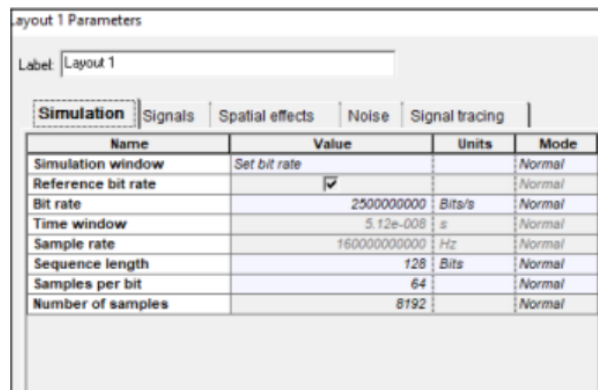 Layout 1 Parameters
Label: Layout 1
Simulation Signals Spatial effects Noise Signal tracing
Name Value Units Mode
Simulation window Set bit rate Normal
Reference bit rate Normal
Bit rate 2500000000 Bits/s Normal
Time window 5.12e-008 s Normal
Sample rate 160000000000 Hz Normal
Sequence length 128 Bits Normal
Samples per bit 64 Normal
Number of samples 8192 Normal